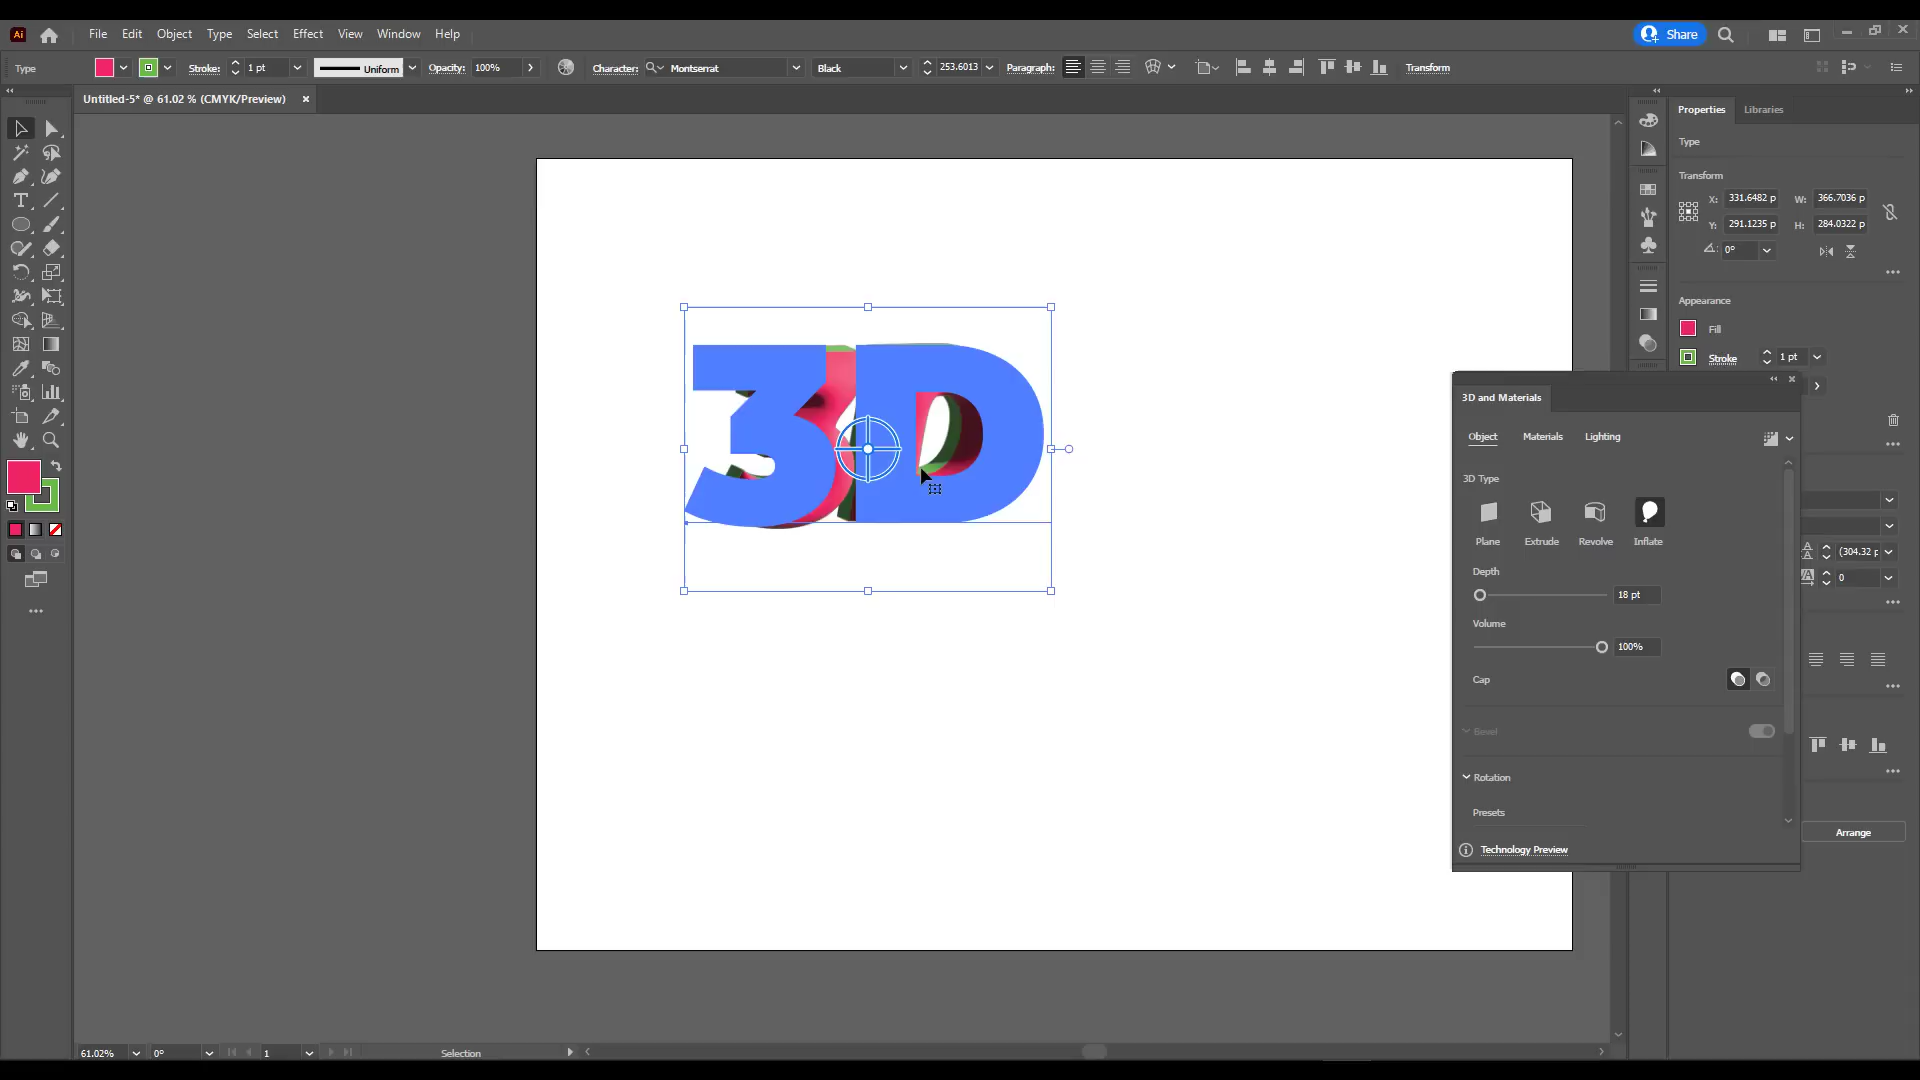 Ai File Edit Object Type Select Effect View Window Help Share
Type Stroke: 1 pt Uniform Opacity: 100% Character: Montserrat Black 253.6013 Paragraph: Transform
Untitled-5* @ 61.02 % (CMYK/Preview)
Properties Libraries
Type
Transform
X: 331.6482 p W: 366.7036 p
Y: 291.1235 p H: 284.0322 p
0°
Appearance
Fill
Stroke 1 pt
3D
3D and Materials
Object Materials Lighting
3D Type
Plane Extrude Revolve Inflate
Depth
18 pt
(304.32 p
0
Volume
100%
Cap
Bevel
Rotation
Presets
Technology Preview
Arrange
61.02% 0° 1 Selection